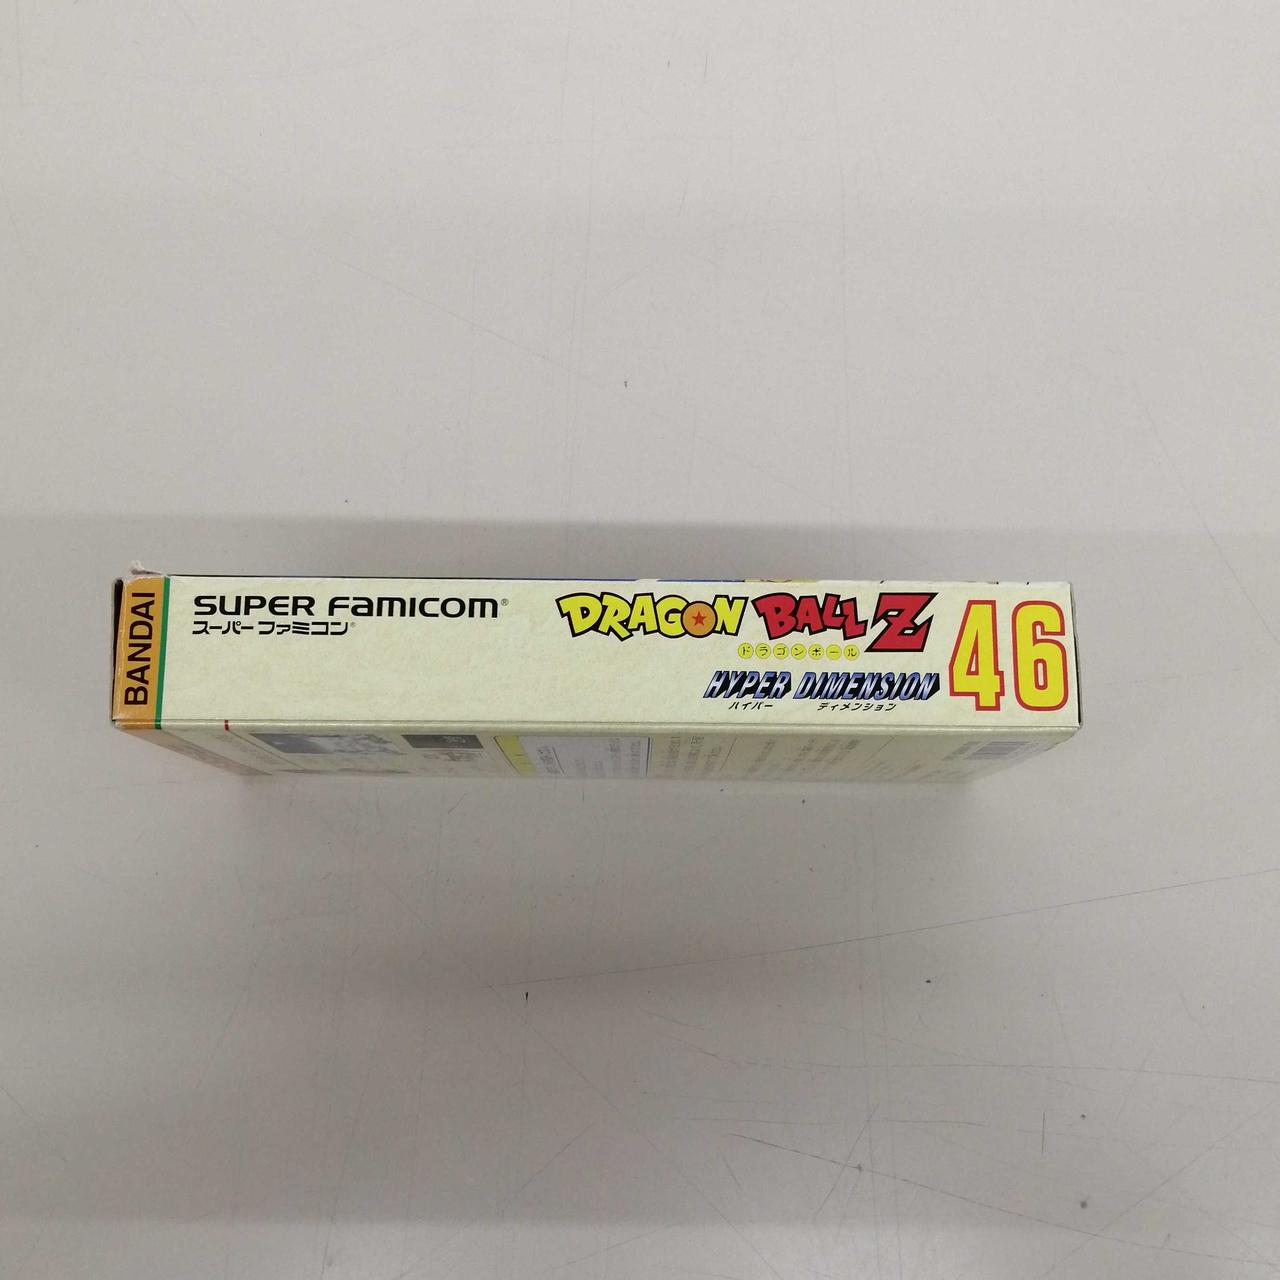 BANDAI
SUPER FAMICOM®
スーパーファミコン®
DRAGON BALL Z
ドラゴンボール
HYPER DIMENSION
ハイパー ディメンション
46